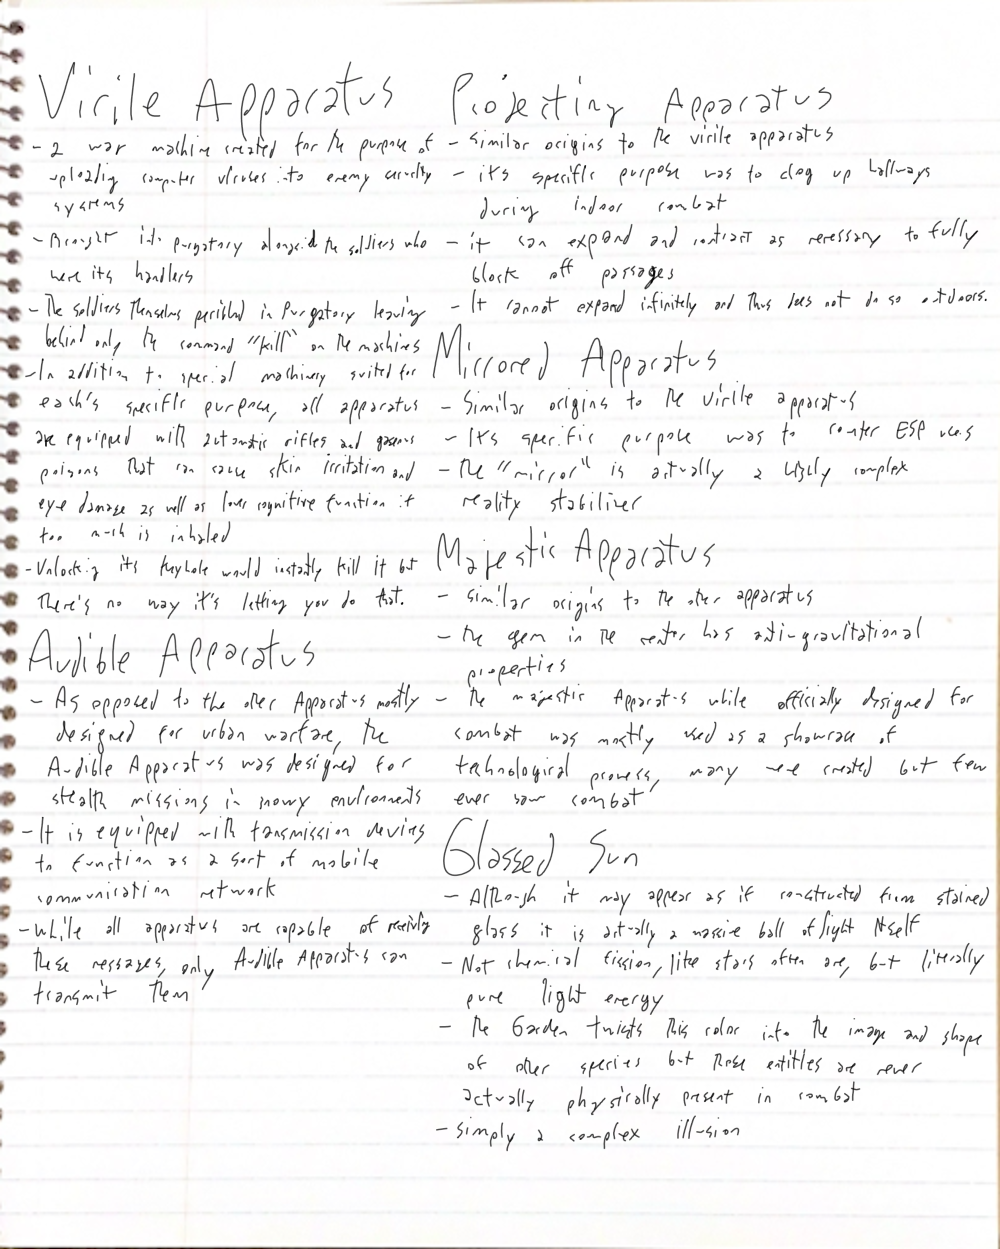 Virile Apparatus
- a war machine created for the purpose of
uploading computer viruses into enemy security
systems
- Brought into purgatory alongside the soldiers who
were its handlers
- The soldiers themselves perished in Purgatory leaving
behind only the command "kill" on the machines
- In addition to special machinery suited for
each's specific purpose, all apparatus
are equipped with automatic rifles and gaseous
poisons that can cause skin irritation and
eye damage as well as lower cognitive function if
too much is inhaled
- Unlocking its keyhole would instantly kill it but
There's no way it's letting you do that.
Audible Apparatus
- As opposed to the other Apparatus mostly
designed for urban warfare, the
Audible Apparatus was designed for
stealth missions in snowy environments
- It is equipped with transmission devices
to function as a sort of mobile
communication network
- While all apparatus are capable of receiving
these messages, only Audible Apparatus can
transmit them
Projecting Apparatus
- Similar origins to the virile apparatus
- it's specific purpose was to clog up hallways
during indoor combat
- it can expand and contract as necessary to fully
block off passages
- It cannot expand infinitely and thus does not do so outdoors.
Mirrored Apparatus
- Similar origins to the virile apparatus
- It's specific purpose was to counter ESP users
- The "mirror" is actually a highly complex
reality stabilizer
Majestic Apparatus
- similar origins to the other apparatus
- The gem in the center has anti-gravitational
properties
- The majestic Apparatus while officially designed for
combat was mostly used as a showcase of
technological prowess, many were created but few
ever saw combat
Glassed Sun
- Although it may appear as if constructed from stained
glass it is actually a massive ball of light itself
- Not chemical fission, like stars often are, but literally
pure light energy
- The Garden twists this color into the image and shape
of other species but these entities are never
actually physically present in combat
- simply a complex illusion